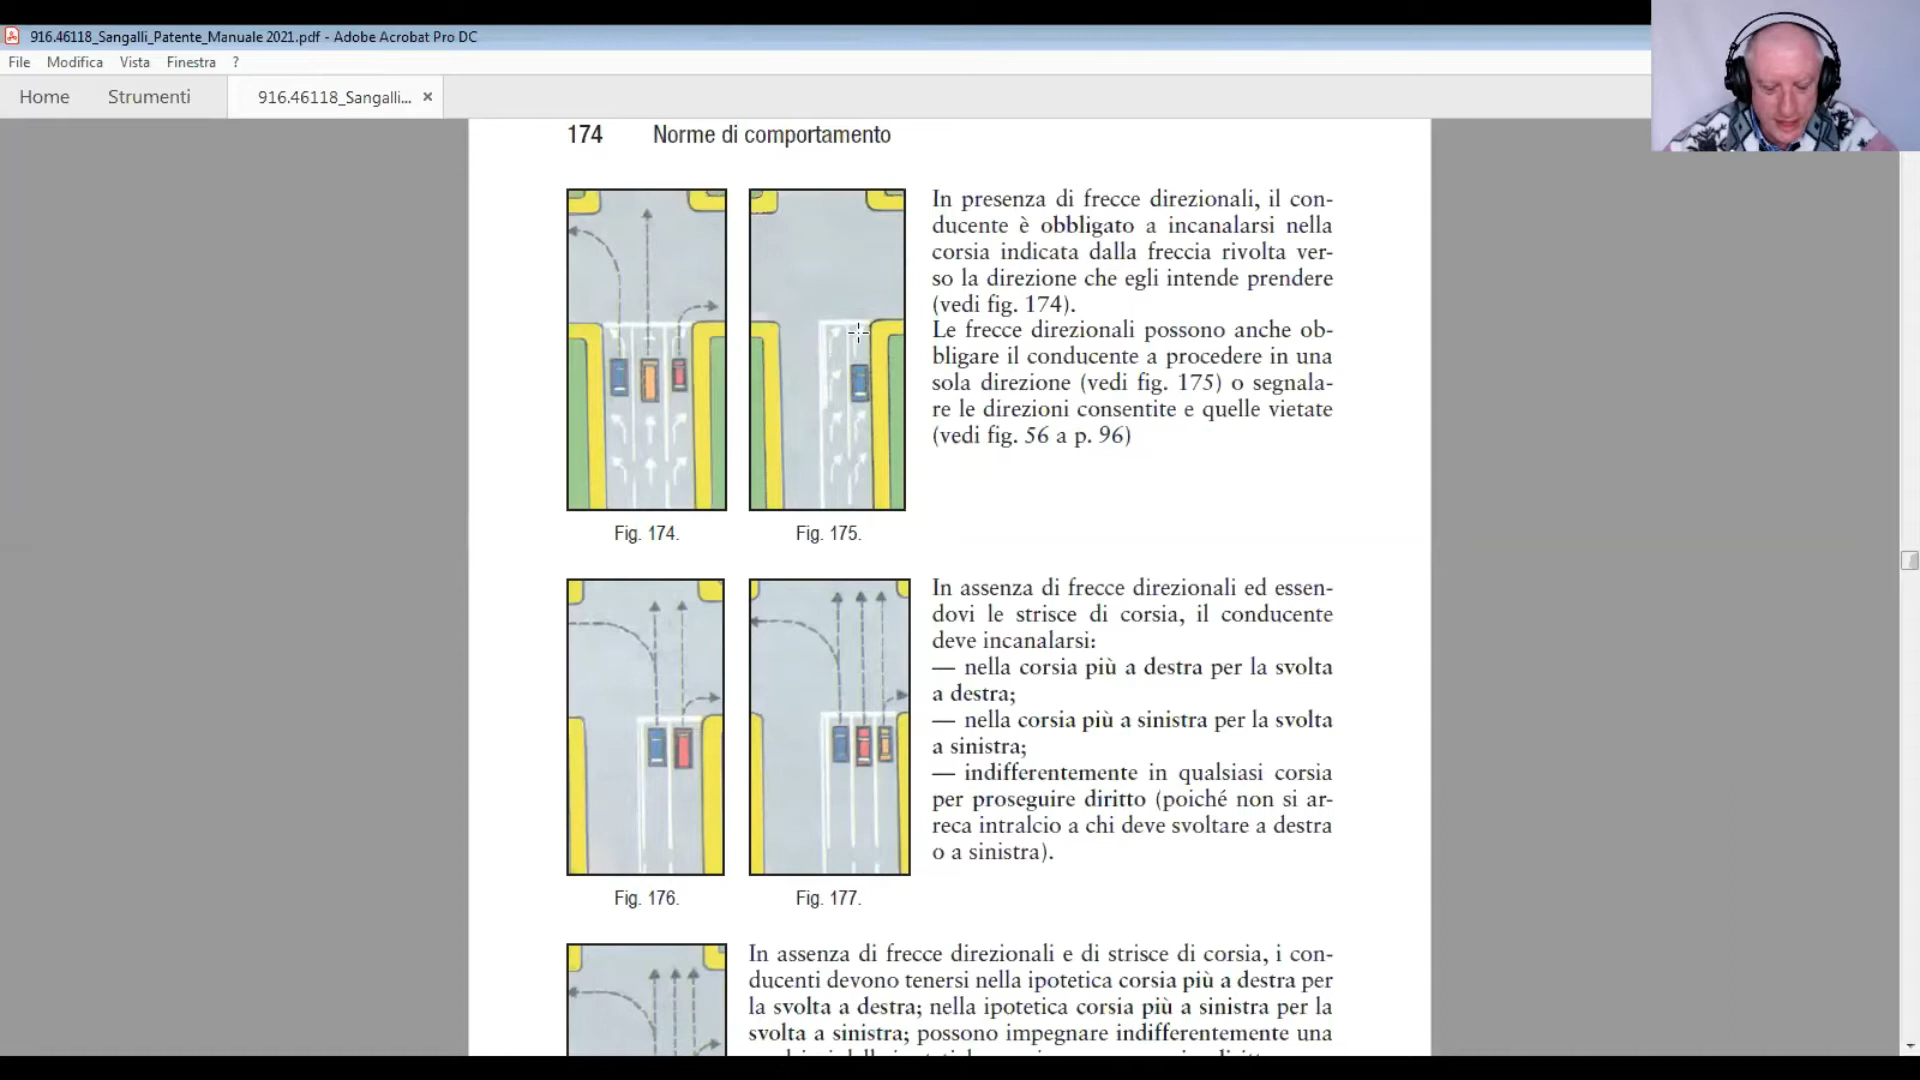 916.46118_Sangalli_Patente_Manuale 2021.pdf - Adobe Acrobat Pro DC
File Modifica Vista Finestra ?
Home Strumenti 916.46118_Sangalli... ×
174 Norme di comportamento
In presenza di frecce direzionali, il con-
ducente è obbligato a incanalarsi nella
corsia indicata dalla freccia rivolta ver-
so la direzione che egli intende prendere
(vedi fig. 174).
Le frecce direzionali possono anche ob-
bligare il conducente a procedere in una
sola direzione (vedi fig. 175) o segnala-
re le direzioni consentite e quelle vietate
(vedi fig. 56 a p. 96)
Fig. 174. Fig. 175.
In assenza di frecce direzionali ed essen-
dovi le strisce di corsia, il conducente
deve incanalarsi:
— nella corsia più a destra per la svolta
a destra;
— nella corsia più a sinistra per la svolta
a sinistra;
— indifferentemente in qualsiasi corsia
per proseguire diritto (poiché non si ar-
reca intralcio a chi deve svoltare a destra
o a sinistra).
Fig. 176. Fig. 177.
In assenza di frecce direzionali e di strisce di corsia, i con-
ducenti devono tenersi nella ipotetica corsia più a destra per
la svolta a destra; nella ipotetica corsia più a sinistra per la
svolta a sinistra; possono impegnare indifferentemente una